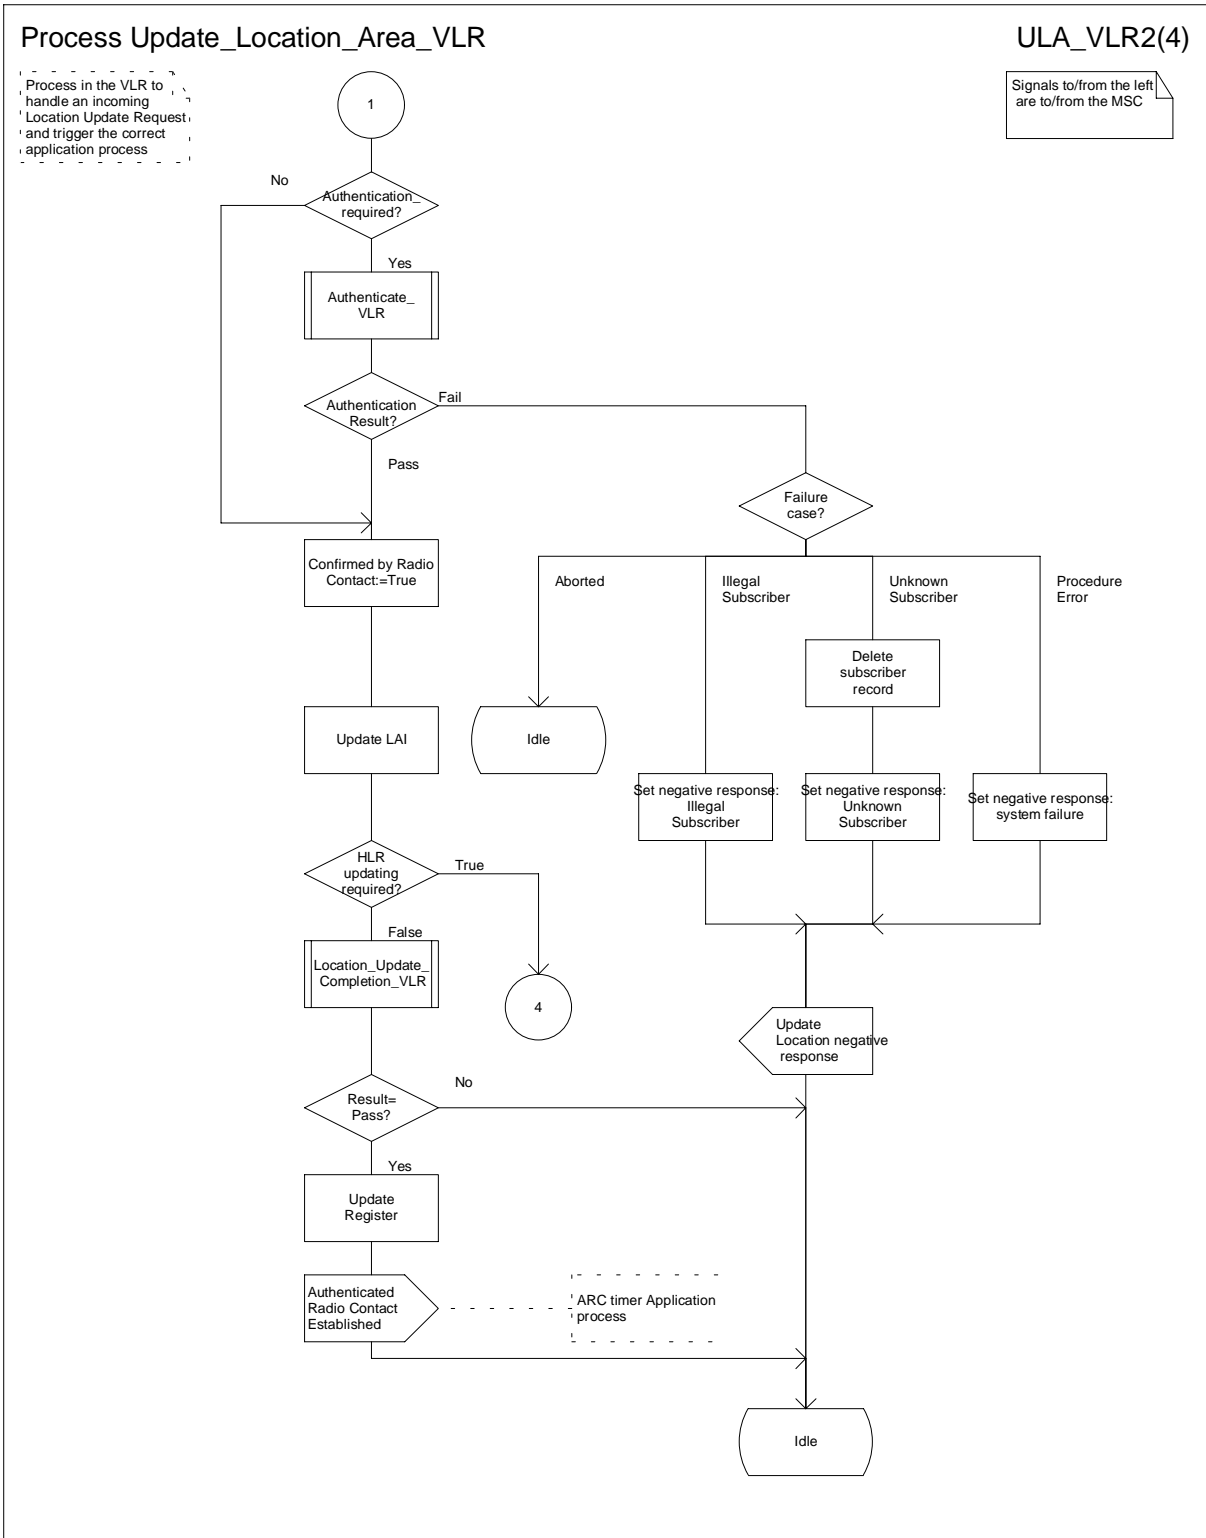 Process Update_Location_Area_VLR
ULA_VLR2(4)
Process in the VLR to
handle an incoming
Location Update Request
and trigger the correct
application process
Signals to/from the left
are to/from the MSC
1
No
Authentication_
required?
Yes
Authenticate_
VLR
Authentication
Result?
Fail
Pass
Failure
case?
Confirmed by Radio
Contact:=True
Aborted
Illegal
Subscriber
Unknown
Subscriber
Procedure
Error
Delete
subscriber
record
Update LAI
Idle
Set negative response:
Illegal
Subscriber
Set negative response:
Unknown
Subscriber
Set negative response:
system failure
HLR
updating
required?
True
False
Location_Update_
Completion_VLR
4
Update
Location negative
response
Result=
Pass?
No
Yes
Update
Register
Authenticated
Radio Contact
Established
ARC timer Application
process
Idle